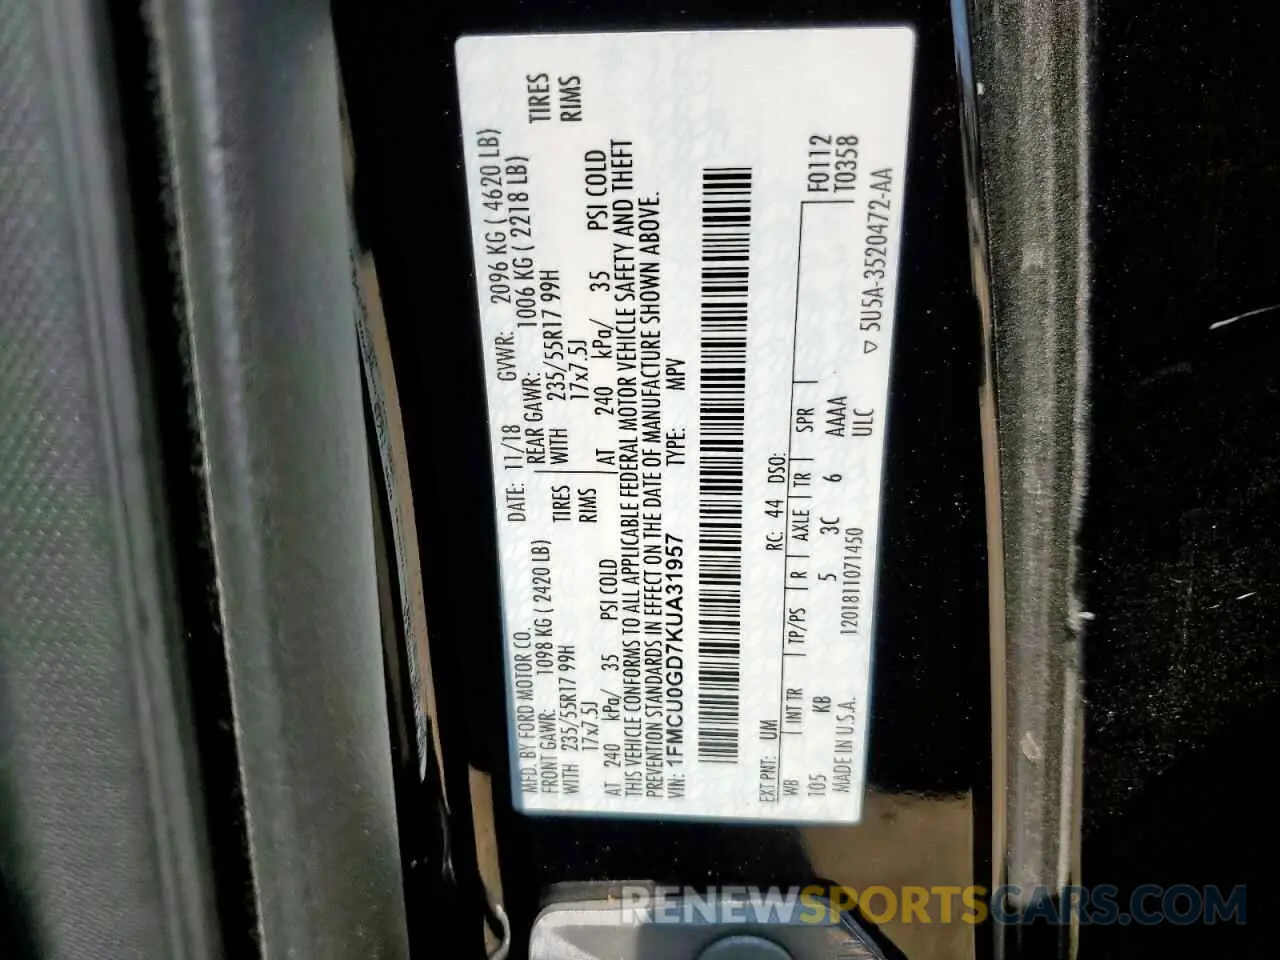 MFD. BY FORD MOTOR CO. DATE: 11/18 GVWR: 2096 KG ( 4620 LB)
FRONT GAWR: 1098 KG ( 2420 LB) REAR GAWR: 1006 KG ( 2218 LB)
WITH 235/55R17 99H TIRES WITH 235/55R17 99H TIRES
17x7.5J RIMS 17x7.5J RIMS
AT 240 kPa/ 35 PSI COLD AT 240 kPa/ 35 PSI COLD
THIS VEHICLE CONFORMS TO ALL APPLICABLE FEDERAL MOTOR VEHICLE SAFETY AND THEFT
PREVENTION STANDARDS IN EFFECT ON THE DATE OF MANUFACTURE SHOWN ABOVE.
VIN: 1FMCU0GD7KUA31957 TYPE: MPV
EXT PNT: UM RC: 44 DSO: F0112
WB INT TR TP/PS R AXLE TR SPR T0358
105 KB 5 3C 6 AAAA
MADE IN U.S.A. 1201811071450 ULC
▽ 5U5A-3520472-AA
RENEWSPORTSCARS.COM